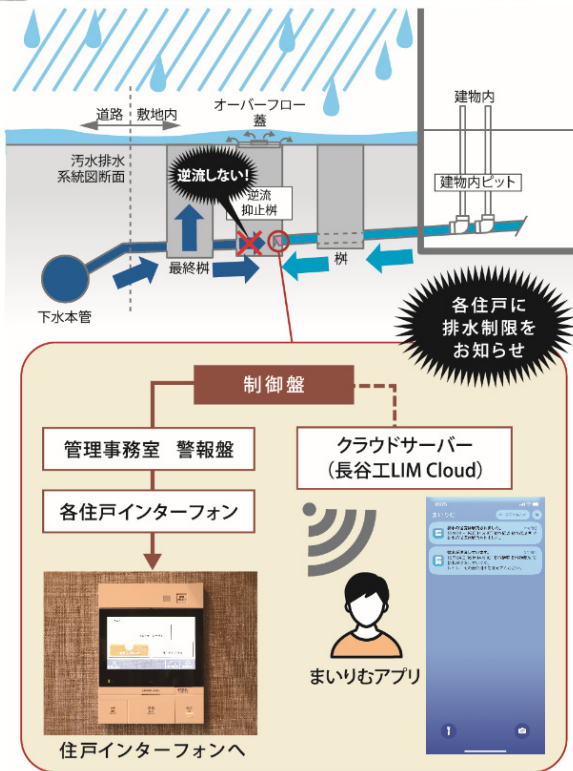 道路
敷地内
オーバーフロー
蓋
建物内
汚水排水
系統図断面
逆流しない!
逆流
抑止桝
建物内ピット
最終桝
桝
下水本管
各住戸に
排水制限を
お知らせ
制御盤
管理事務室 警報盤
クラウドサーバー
(長谷工LIM Cloud)
各住戸インターフォン
まいりむ
まいりむアプリ
住戸インターフォンへ